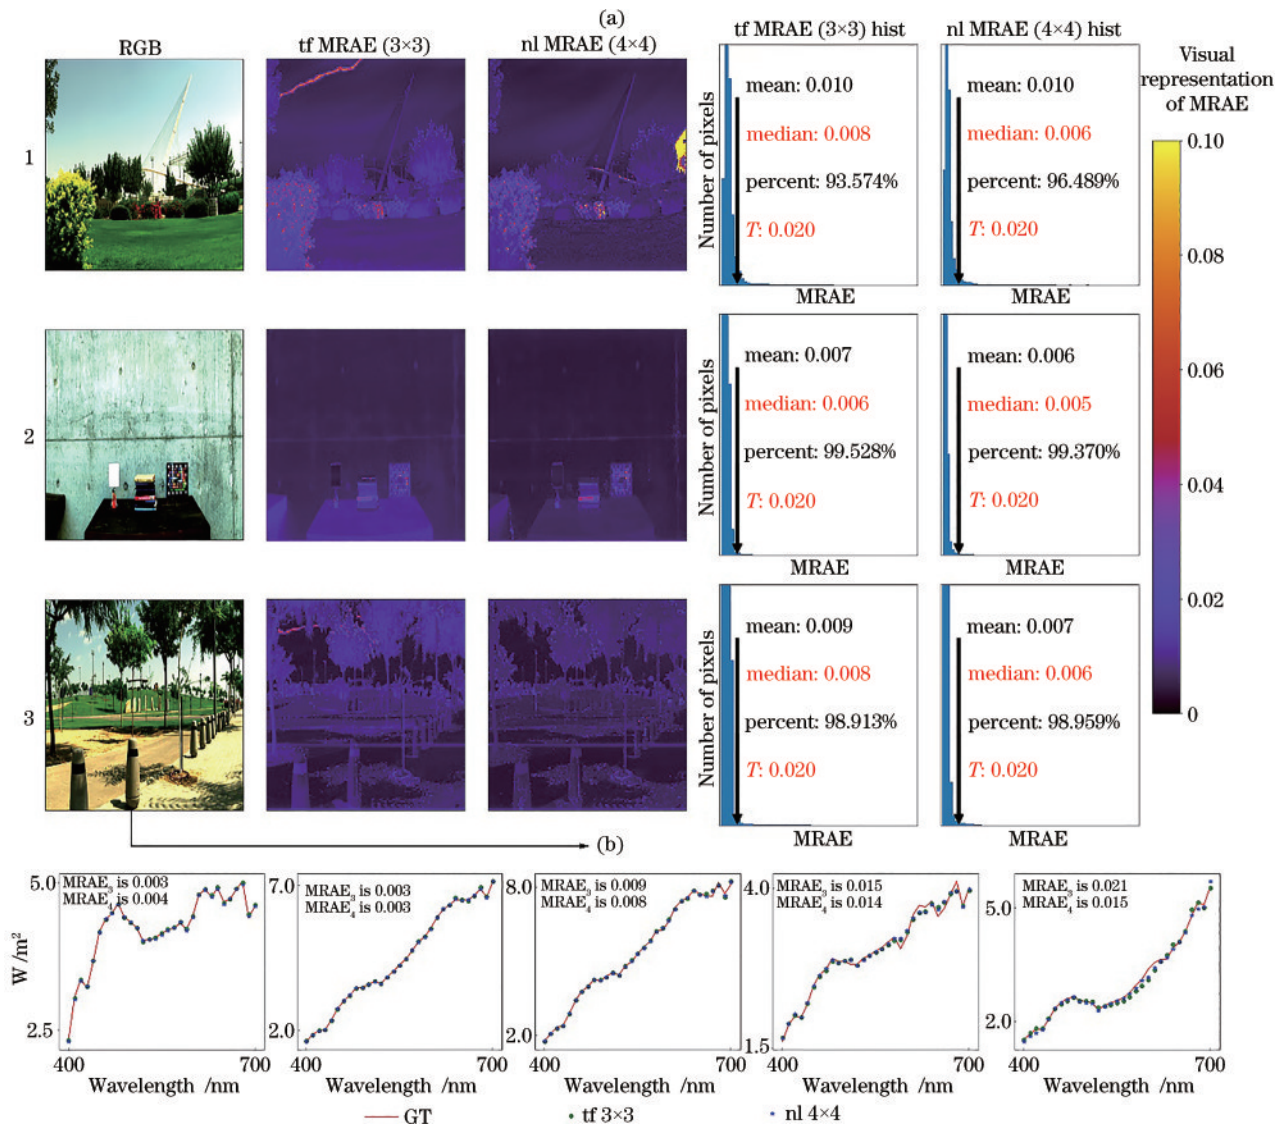 (a)
RGB
tf MRAE (3×3)
nl MRAE (4×4)
tf MRAE (3×3) hist
nl MRAE (4×4) hist
Visual
representation
of MRAE
1
Number of pixels
mean: 0.010
median: 0.008
percent: 93.574%
T: 0.020
MRAE
mean: 0.010
median: 0.006
percent: 96.489%
T: 0.020
MRAE
2
Number of pixels
mean: 0.007
median: 0.006
percent: 99.528%
T: 0.020
MRAE
mean: 0.006
median: 0.005
percent: 99.370%
T: 0.020
MRAE
3
Number of pixels
mean: 0.009
median: 0.008
percent: 98.913%
T: 0.020
MRAE
mean: 0.007
median: 0.006
percent: 98.959%
T: 0.020
MRAE
0.10
0.08
0.06
0.04
0.02
0
(b)
W /m²
5.0
2.5
MRAE₃ is 0.003
MRAE₄ is 0.004
400
700
Wavelength /nm
7.0
2.0
MRAE₃ is 0.003
MRAE₄ is 0.003
400
700
Wavelength /nm
8.0
2.0
MRAE₃ is 0.009
MRAE₄ is 0.008
400
700
Wavelength /nm
4.0
1.5
MRAE₃ is 0.015
MRAE₄ is 0.014
400
700
Wavelength /nm
5.0
2.0
MRAE₃ is 0.021
MRAE₄ is 0.015
400
700
Wavelength /nm
GT
tf 3×3
nl 4×4